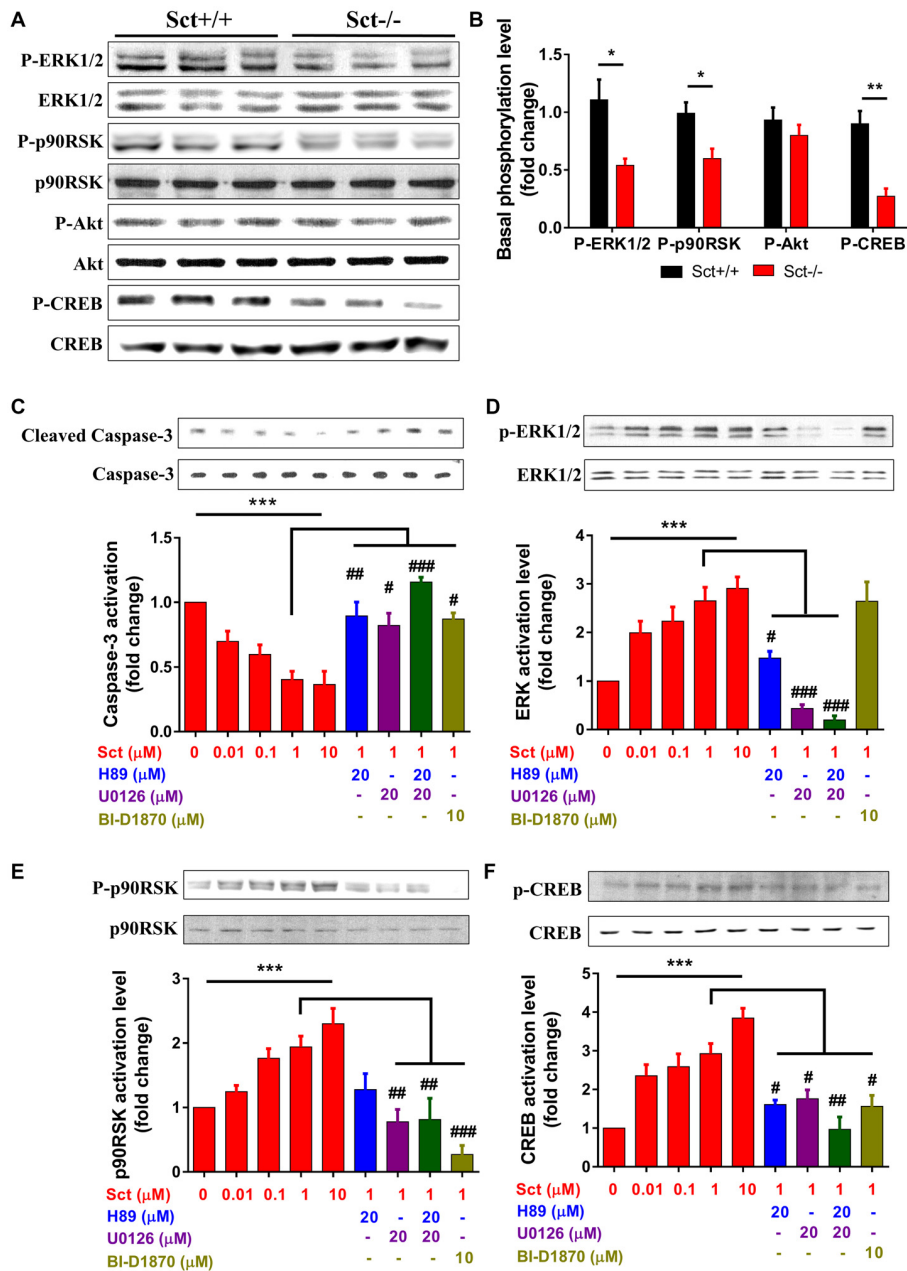 A
Sct+/+ Sct-/-
P-ERK1/2
ERK1/2
P-p90RSK
p90RSK
P-Akt
Akt
P-CREB
CREB
B
Basal phosphorylation level
(fold change)
1.5
1.0
0.5
0.0
* * **
P-ERK1/2 P-p90RSK P-Akt P-CREB
Sct+/+ Sct-/-
C
Cleaved Caspase-3
Caspase-3
Caspase-3 activation
(fold change)
1.5
1.0
0.5
0.0
***
## # ### #
Sct (μM) 0 0.01 0.1 1 10 1 1 1 1
H89 (μM) 20 - 20 -
U0126 (μM) - 20 20 -
BI-D1870 (μM) - - - 10
D
p-ERK1/2
ERK1/2
ERK activation level
(fold change)
4
3
2
1
0
***
# ### ###
Sct (μM) 0 0.01 0.1 1 10 1 1 1 1
H89 (μM) 20 - 20 -
U0126 (μM) - 20 20 -
BI-D1870 (μM) - - - 10
E
P-p90RSK
p90RSK
p90RSK activation level
(fold change)
3
2
1
0
***
## ## ###
Sct (μM) 0 0.01 0.1 1 10 1 1 1 1
H89 (μM) 20 - 20 -
U0126 (μM) - 20 20 -
BI-D1870 (μM) - - - 10
F
p-CREB
CREB
CREB activation level
(fold change)
5
4
3
2
1
0
***
# # ## #
Sct (μM) 0 0.01 0.1 1 10 1 1 1 1
H89 (μM) 20 - 20 -
U0126 (μM) - 20 20 -
BI-D1870 (μM) - - - 10